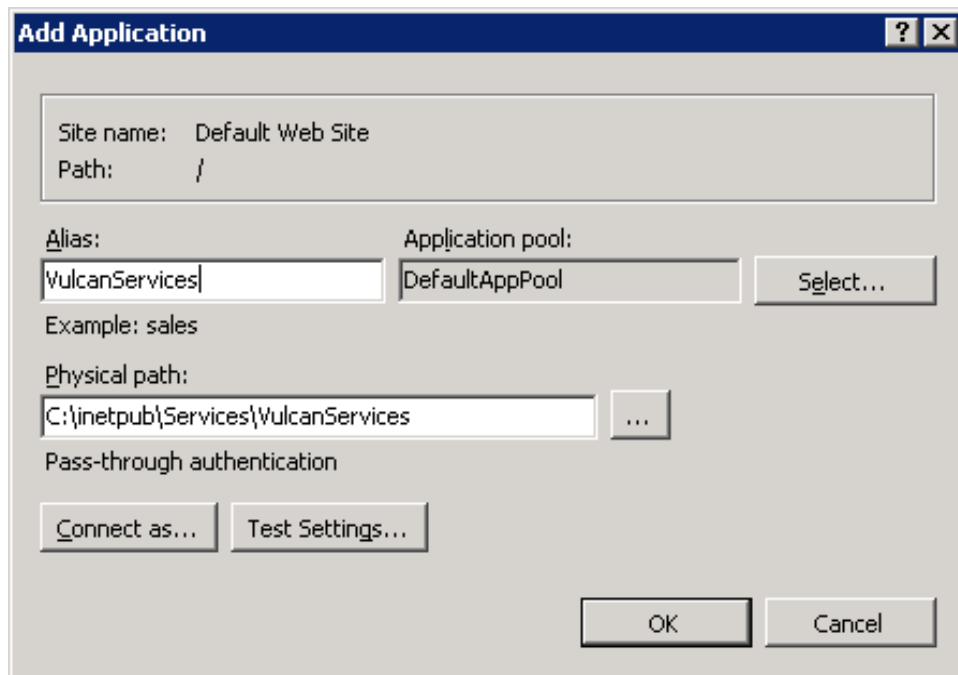 Add Application
Site name: Default Web Site
Path: /
Alias: Application pool:
VulcanServices DefaultAppPool Select...
Example: sales
Physical path:
C:\inetpub\Services\VulcanServices ...
Pass-through authentication
Connect as... Test Settings...
OK Cancel